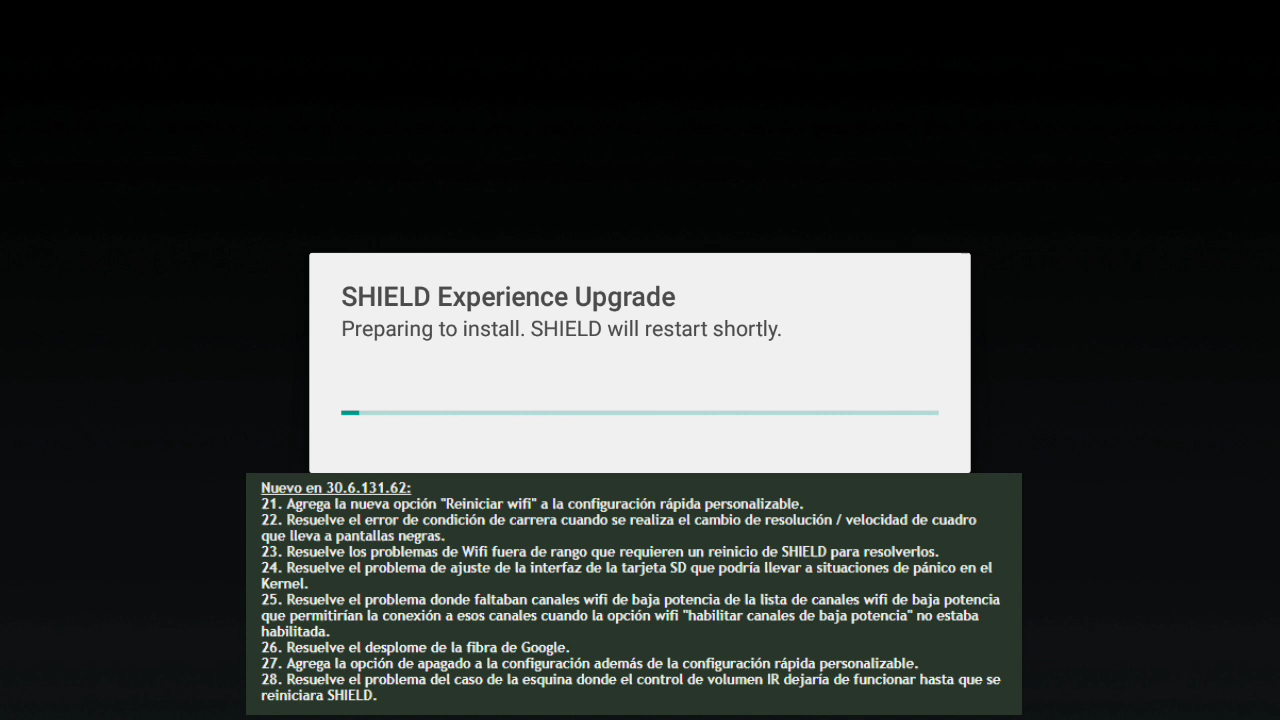 SHIELD Experience Upgrade
Preparing to install. SHIELD will restart shortly.
Nuevo en 30.6.131.62:
21. Agrega la nueva opción "Reiniciar wifi" a la configuración rápida personalizable.
22. Resuelve el error de condición de carrera cuando se realiza el cambio de resolución / velocidad de cuadro
que lleva a pantallas negras.
23. Resuelve los problemas de Wifi fuera de rango que requieren un reinicio de SHIELD para resolverlos.
24. Resuelve el problema de ajuste de la interfaz de la tarjeta SD que podría llevar a situaciones de pánico en el
Kernel.
25. Resuelve el problema donde faltaban canales wifi de baja potencia de la lista de canales wifi de baja potencia
que permitirían la conexión a esos canales cuando la opción wifi "habilitar canales de baja potencia" no estaba
habilitada.
26. Resuelve el desplome de la fibra de Google.
27. Agrega la opción de apagado a la configuración además de la configuración rápida personalizable.
28. Resuelve el problema del caso de la esquina donde el control de volumen IR dejaría de funcionar hasta que se
reiniciara SHIELD.